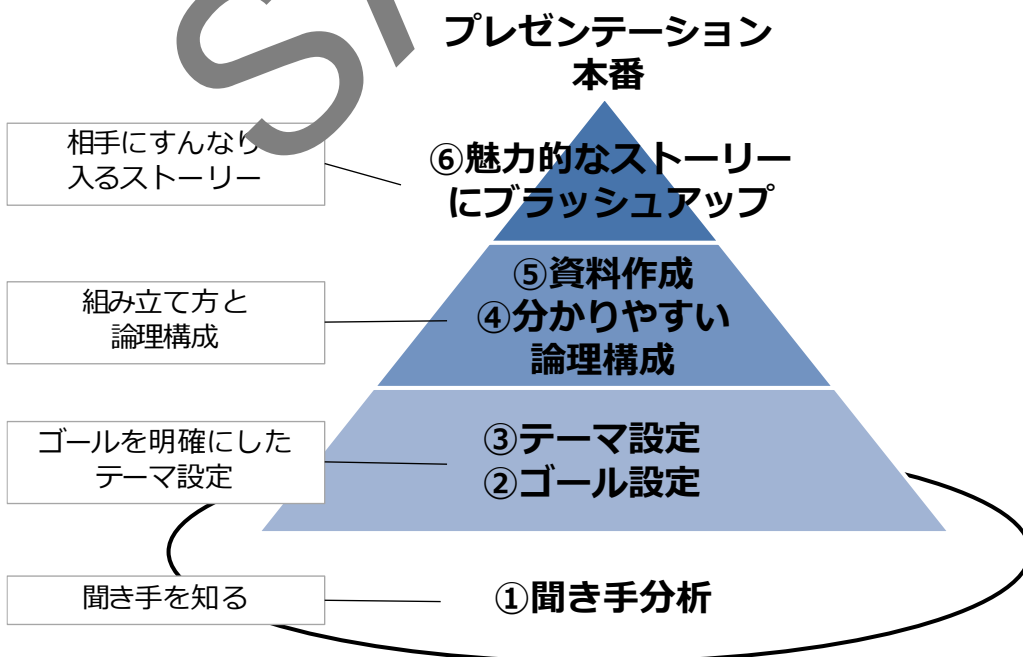 プレゼンテーション
本番
相手にすんなり
入るストーリー
⑥魅力的なストーリー
にブラッシュアップ
組み立て方と
論理構成
⑤資料作成
④分かりやすい
論理構成
ゴールを明確にした
テーマ設定
③テーマ設定
②ゴール設定
聞き手を知る
①聞き手分析